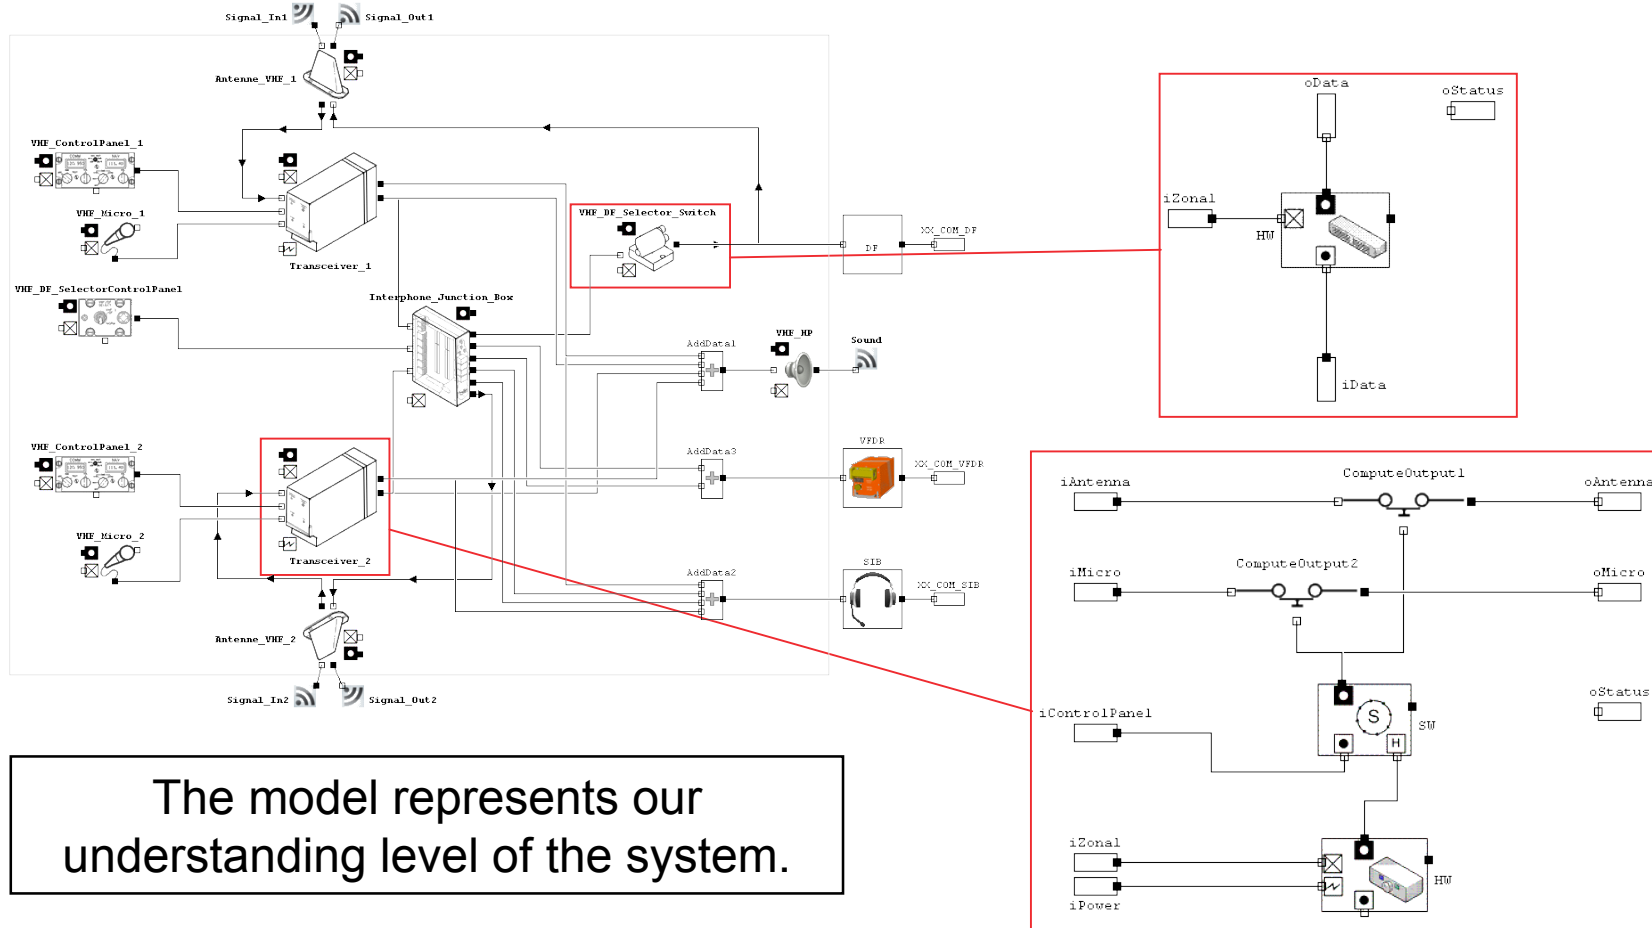 Signal_In1
Signal_Out1
Antenne_VHF_1
VHF_ControlPanel_1
VHF_Micro_1
Transceiver_1
VHF_DF_SelectorControlPanel
Interphone_Junction_Box
VHF_DF_Selector_Switch
DF
XX_COM_DF
AddData1
VHF_HP
Sound
VHF_ControlPanel_2
VHF_Micro_2
Transceiver_2
AddData3
VFDR
XX_COM_VFDR
AddData2
SIB
XX_COM_SIB
Antenne_VHF_2
Signal_In2
Signal_Out2
oData
oStatus
iZonal
HW
iData
ComputeOutput1
iAntenna
oAntenna
ComputeOutput2
iMicro
oMicro
S
H
SW
oStatus
iControlPanel
iZonal
iPower
HW
The model represents our
understanding level of the system.